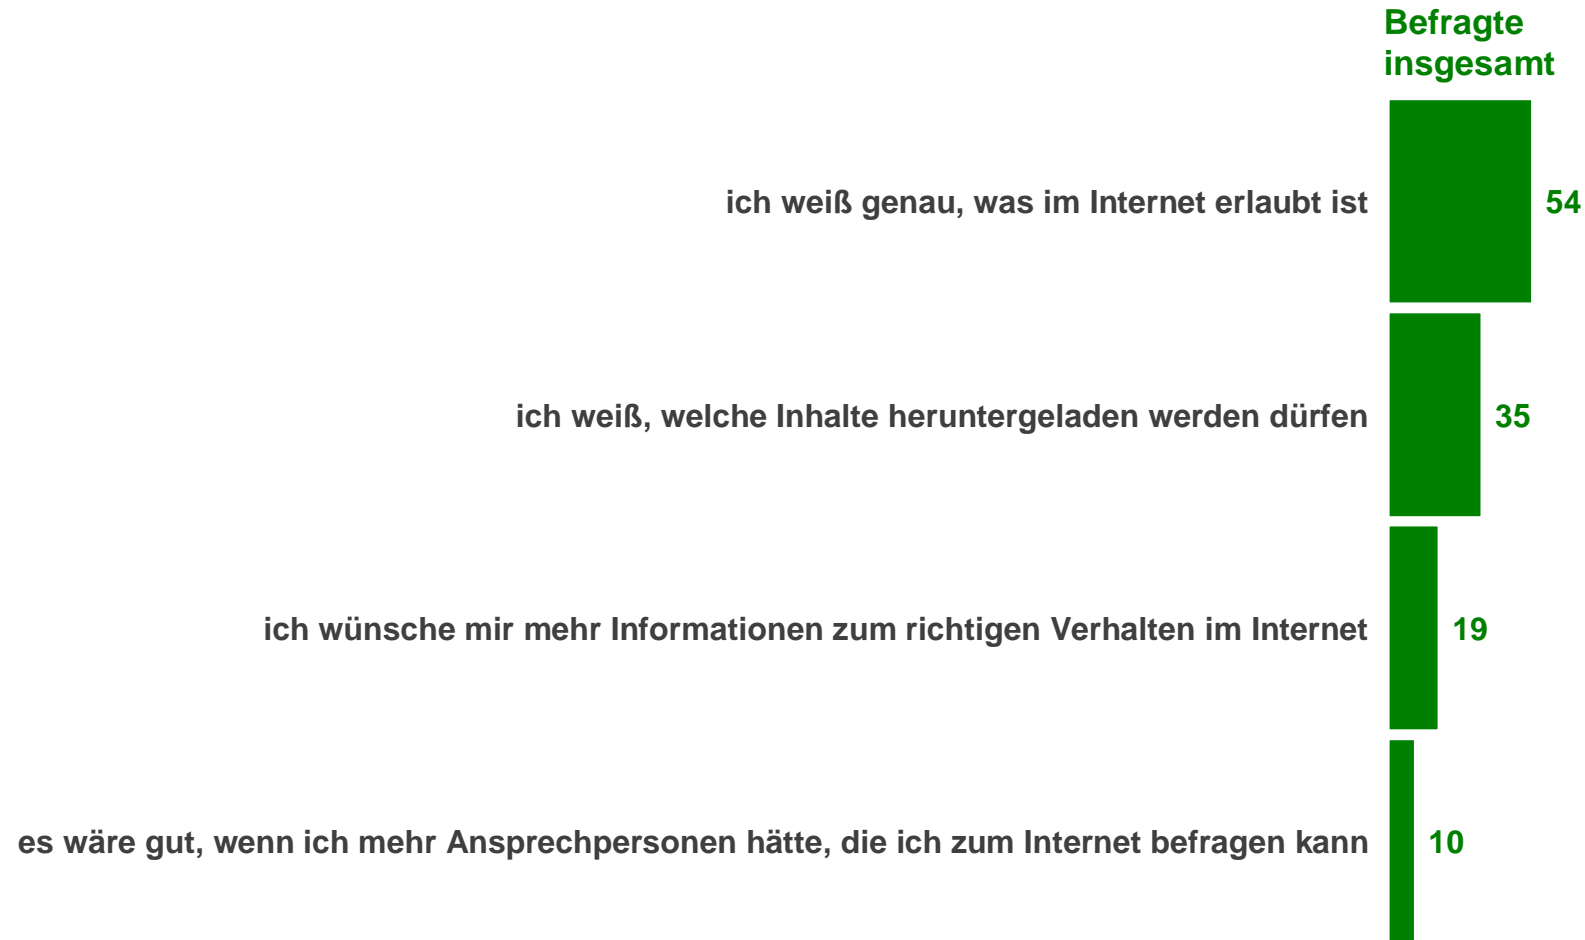 Befragte
insgesamt
ich weiß genau, was im Internet erlaubt ist 54
ich weiß, welche Inhalte heruntergeladen werden dürfen 35
ich wünsche mir mehr Informationen zum richtigen Verhalten im Internet 19
es wäre gut, wenn ich mehr Ansprechpersonen hätte, die ich zum Internet befragen kann 10